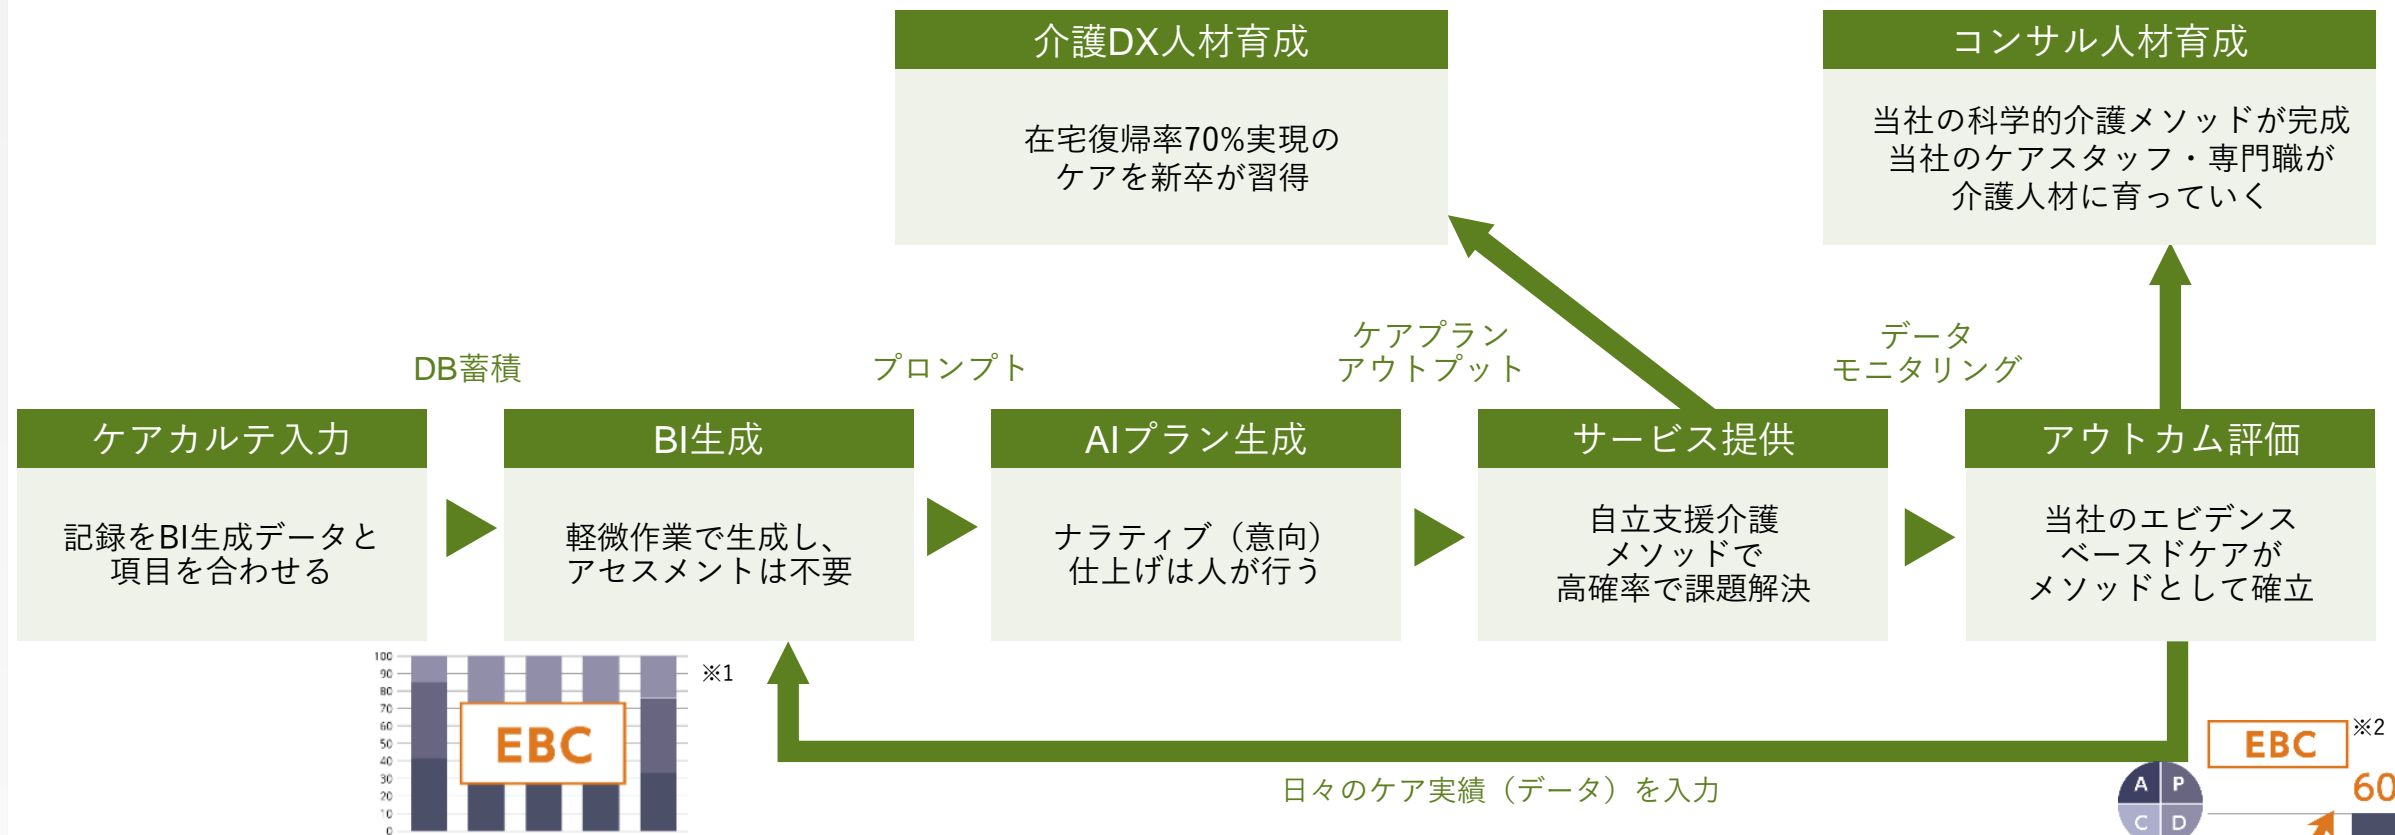 介護DX人材育成
在宅復帰率70%実現の
ケアを新卒が習得
コンサル人材育成
当社の科学的介護メソッドが完成
当社のケアスタッフ・専門職が
介護人材に育っていく
DB蓄積
プロンプト
ケアプラン
アウトプット
データ
モニタリング
ケアカルテ入力
記録をBI生成データと
項目を合わせる
BI生成
軽微作業で生成し、
アセスメントは不要
AIプラン生成
ナラティブ（意向）
仕上げは人が行う
サービス提供
自立支援介護
メソッドで
高確率で課題解決
アウトカム評価
当社のエビデンス
ベースドケアが
メソッドとして確立
100
90
80
70
60
50
40
30
20
10
0
EBC
※1
日々のケア実績（データ）を入力
EBC
※2
A P
C D
60